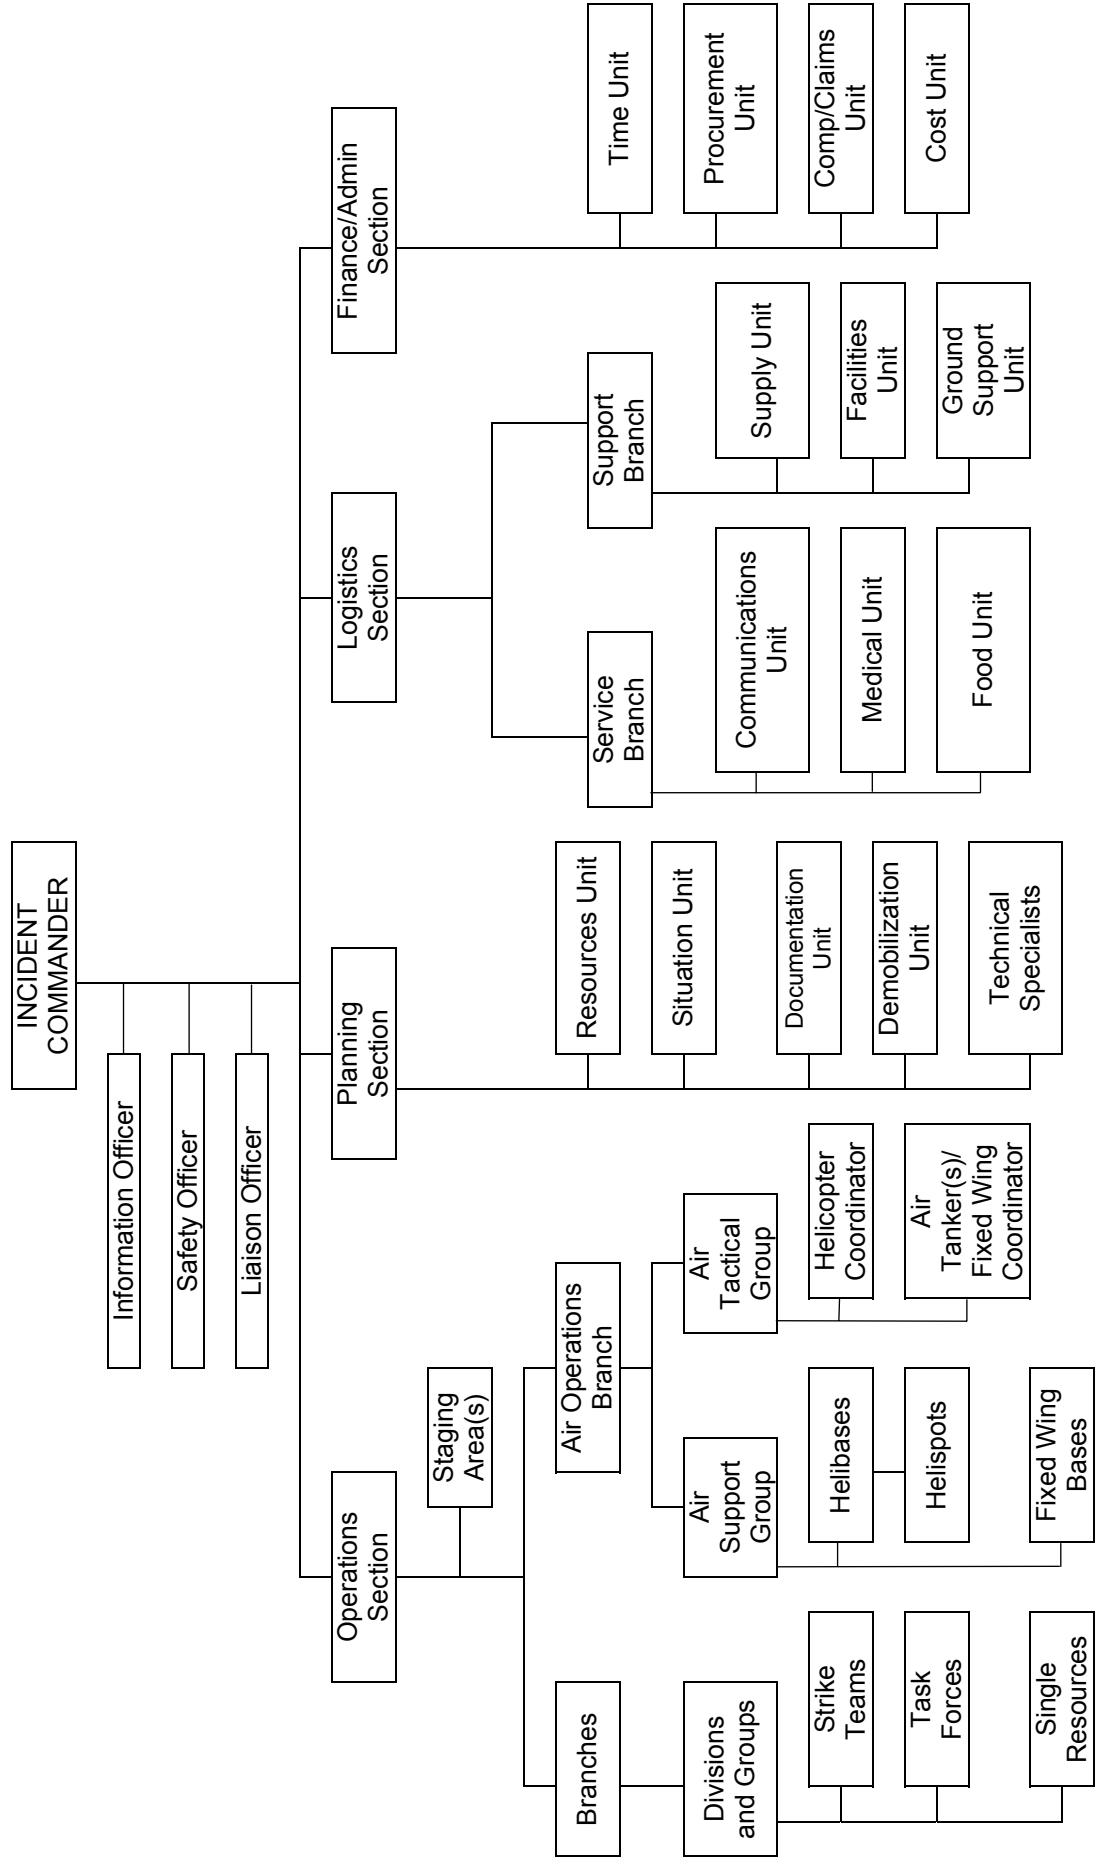 INCIDENT
COMMANDER
Information Officer
Safety Officer
Liaison Officer
Operations
Section
Planning
Section
Logistics
Section
Finance/Admin
Section
Staging
Area(s)
Branches
Air Operations
Branch
Divisions
and Groups
Strike
Teams
Task
Forces
Single
Resources
Air
Support
Group
Helibases
Helispots
Fixed Wing
Bases
Air
Tactical
Group
Helicopter
Coordinator
Air
Tanker(s)/
Fixed Wing
Coordinator
Resources Unit
Situation Unit
Documentation
Unit
Demobilization
Unit
Technical
Specialists
Service
Branch
Communications
Unit
Medical Unit
Food Unit
Support
Branch
Supply Unit
Facilities
Unit
Ground
Support
Unit
Time Unit
Procurement
Unit
Comp/Claims
Unit
Cost Unit